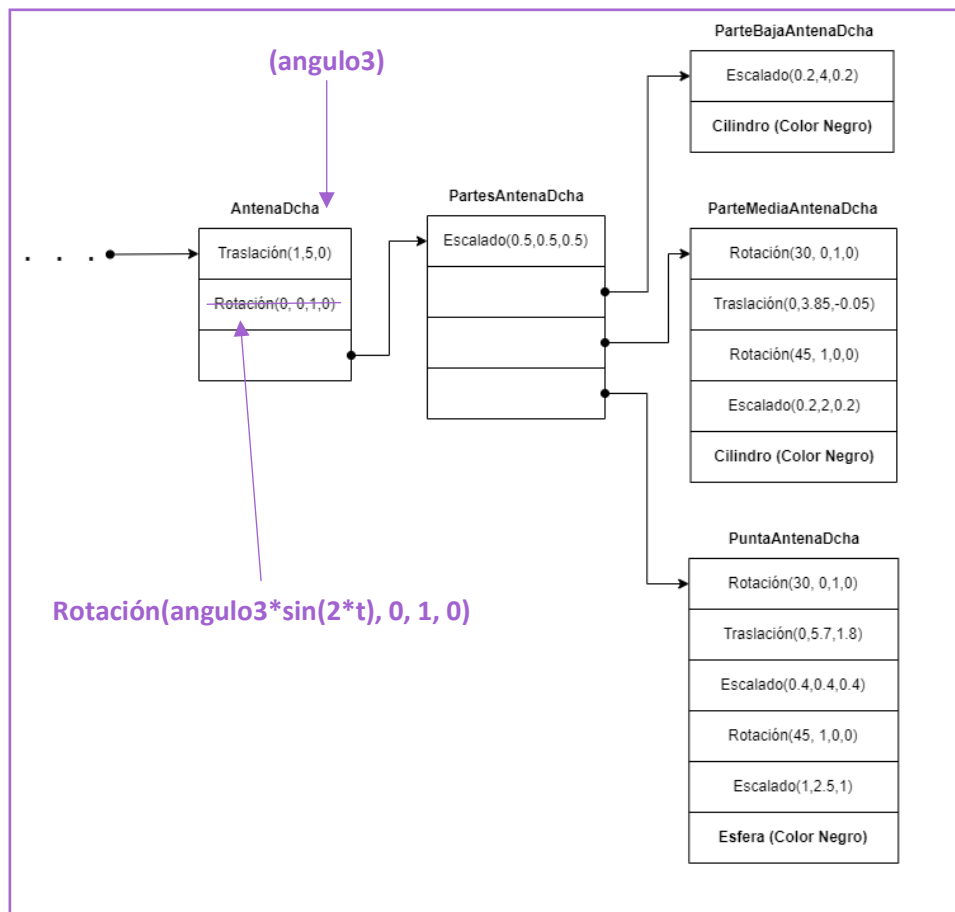 (angulo3)
AntenaDcha
Traslación(1,5,0)
Rotación(0, 0,1,0)
Rotación(angulo3*sin(2*t), 0, 1, 0)
. . .
PartesAntenaDcha
Escalado(0.5,0.5,0.5)
ParteBajaAntenaDcha
Escalado(0.2,4,0.2)
Cilindro (Color Negro)
ParteMediaAntenaDcha
Rotación(30, 0,1,0)
Traslación(0,3.85,-0.05)
Rotación(45, 1,0,0)
Escalado(0.2,2,0.2)
Cilindro (Color Negro)
PuntaAntenaDcha
Rotación(30, 0,1,0)
Traslación(0,5.7,1.8)
Escalado(0.4,0.4,0.4)
Rotación(45, 1,0,0)
Escalado(1,2.5,1)
Esfera (Color Negro)